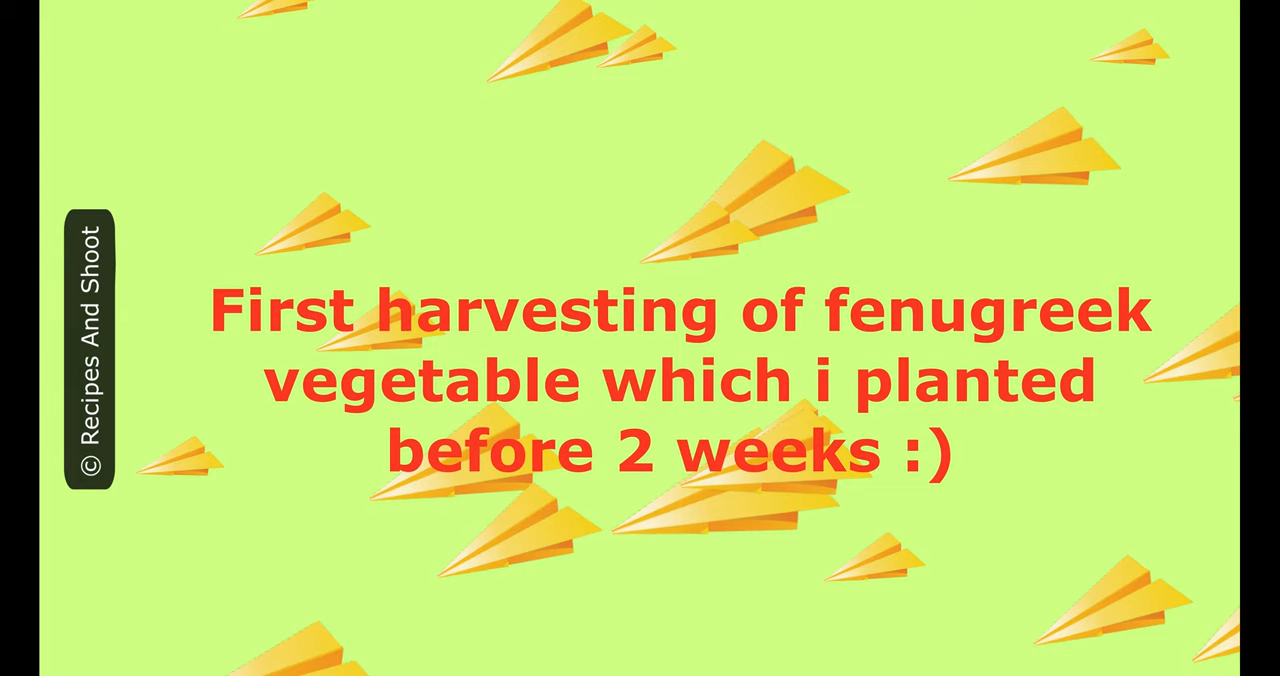 © Recipes And Shoot
First harvesting of fenugreek
vegetable which i planted
before 2 weeks :)